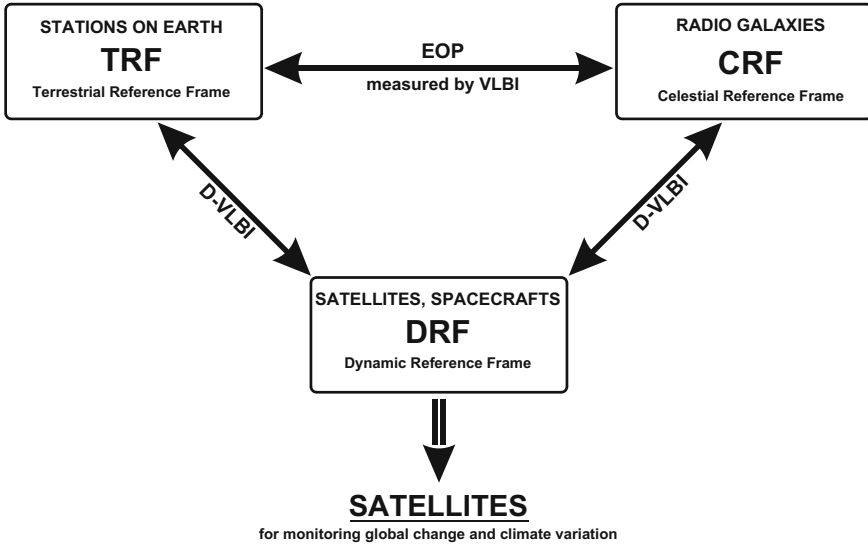 STATIONS ON EARTH
TRF
Terrestrial Reference Frame
EOP
measured by VLBI
RADIO GALAXIES
CRF
Celestial Reference Frame
D-VLBI
D-VLBI
SATELLITES, SPACECRAFTS
DRF
Dynamic Reference Frame
SATELLITES
for monitoring global change and climate variation